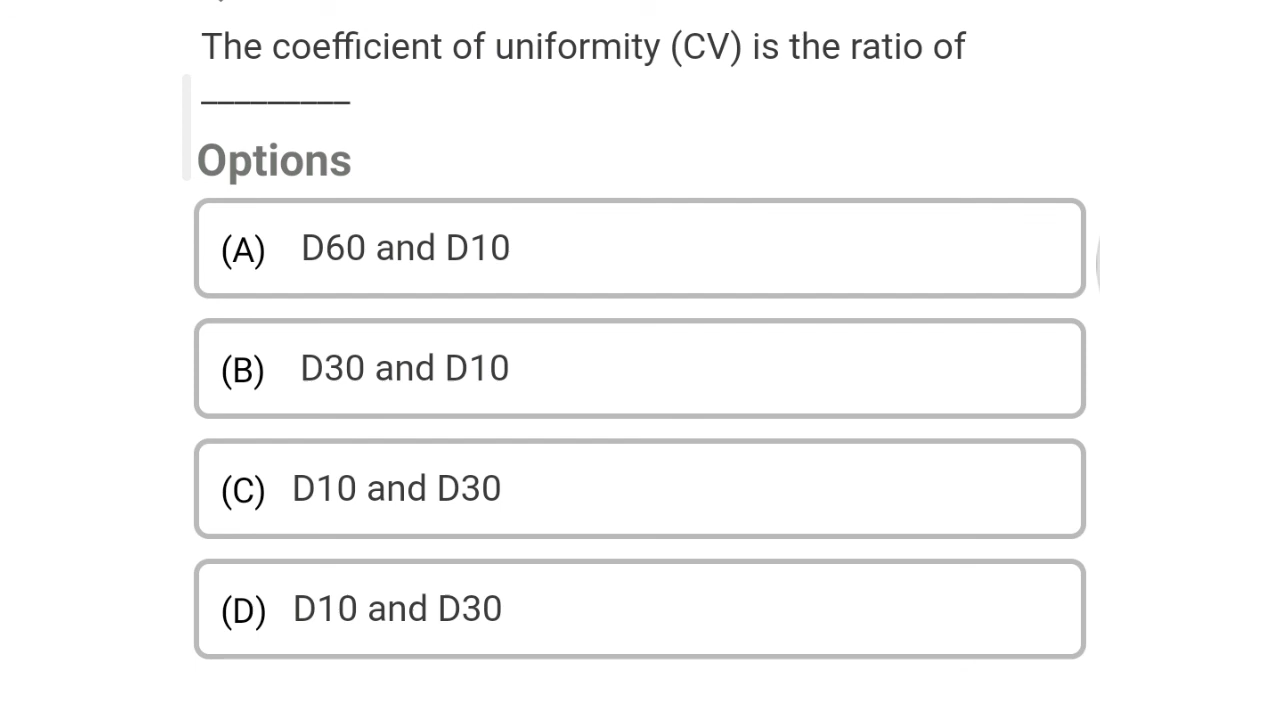 The coefficient of uniformity (CV) is the ratio of
_________
Options
(A) D60 and D10
(B) D30 and D10
(C) D10 and D30
(D) D10 and D30